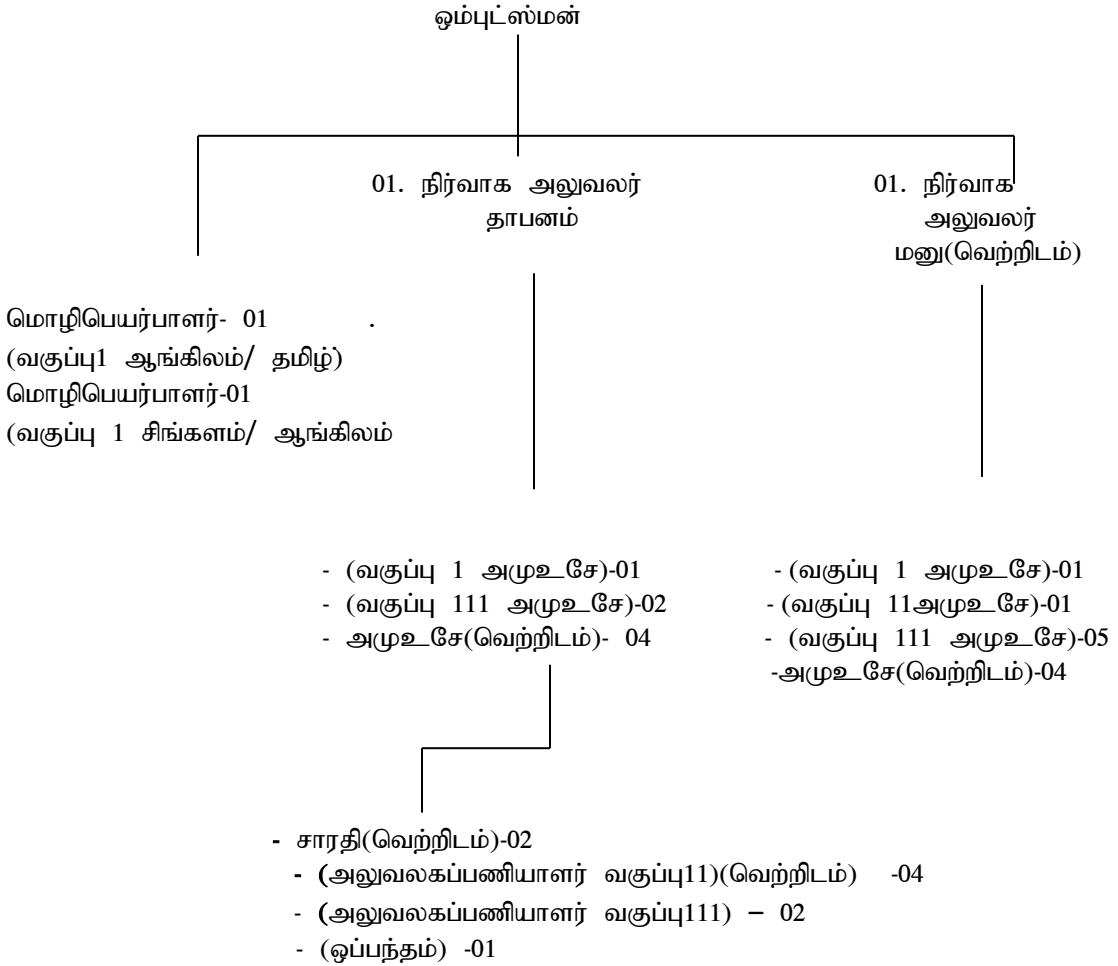 ஒம்புட்ஸ்மன்
01. நிர்வாக அலுவலர்
தாபனம்
01. நிர்வாக
அலுவலர்
மனு(வெற்றிடம்)
மொழிபெயர்பாளர்- 01 .
(வகுப்பு1 ஆங்கிலம்/ தமிழ்)
மொழிபெயர்பாளர்-01
(வகுப்பு 1 சிங்களம்/ ஆங்கிலம்
- (வகுப்பு 1 அமுஉசே)-01
- (வகுப்பு 111 அமுஉசே)-02
- அமுஉசே(வெற்றிடம்)- 04
- (வகுப்பு 1 அமுஉசே)-01
- (வகுப்பு 11அமுஉசே)-01
- (வகுப்பு 111 அமுஉசே)-05
-அமுஉசே(வெற்றிடம்)-04
- சாரதி(வெற்றிடம்)-02
- (அலுவலகப்பணியாளர் வகுப்பு11)(வெற்றிடம்) -04
- (அலுவலகப்பணியாளர் வகுப்பு111) – 02
- (ஒப்பந்தம்) -01